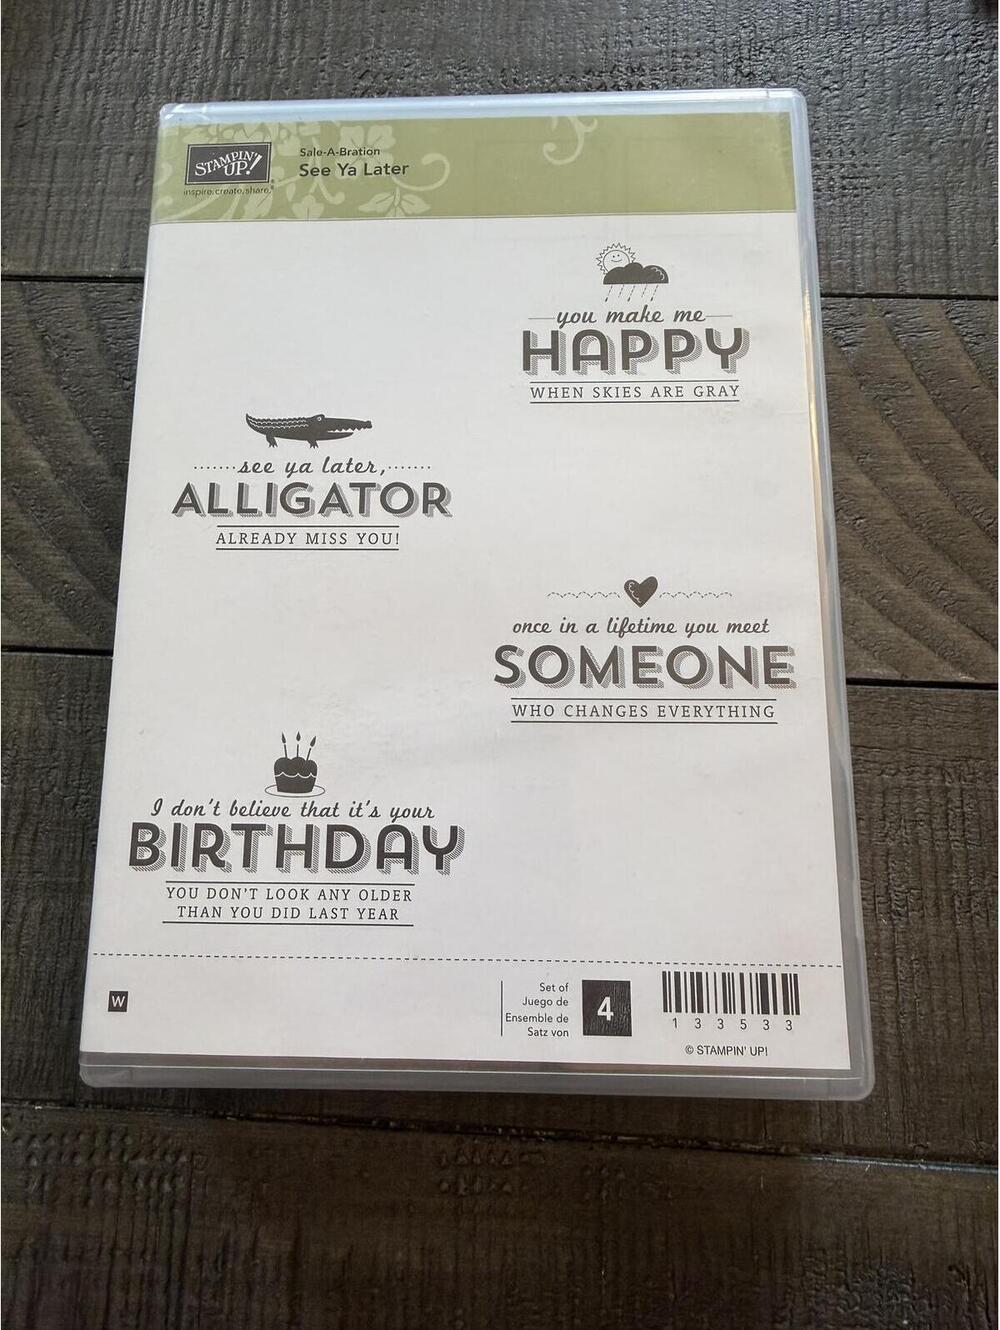 STAMPIN' UP!
inspire.create.share.®
Sale-A-Bration
See Ya Later
you make me
HAPPY
WHEN SKIES ARE GRAY
see ya later,
ALLIGATOR
ALREADY MISS YOU!
once in a lifetime you meet
SOMEONE
WHO CHANGES EVERYTHING
I don't believe that it's your
BIRTHDAY
YOU DON'T LOOK ANY OLDER
THAN YOU DID LAST YEAR
W
Set of
Juego de
Ensemble de
Satz von
4
133533
© STAMPIN' UP!